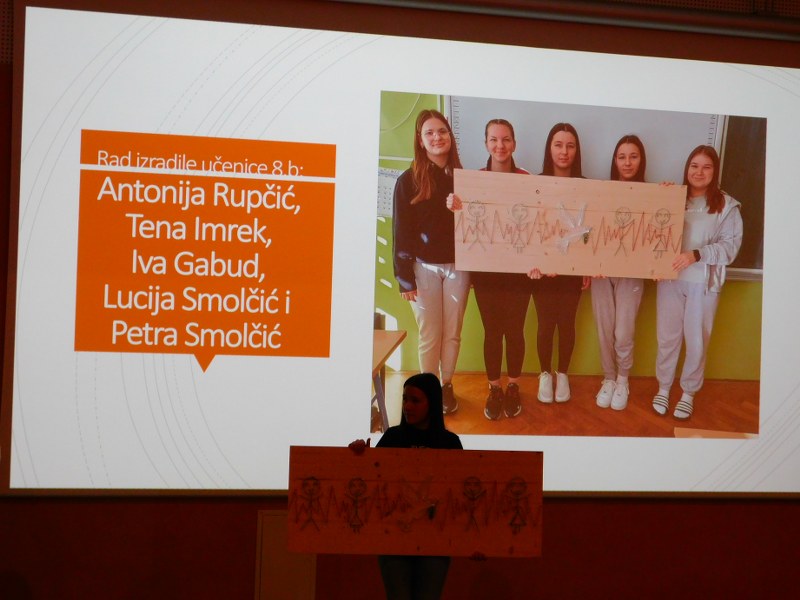 Rad izradile učenice 8.b:
Antonija Rupčić,
Tena Imrek,
Iva Gabud,
Lucija Smolčić i
Petra Smolčić